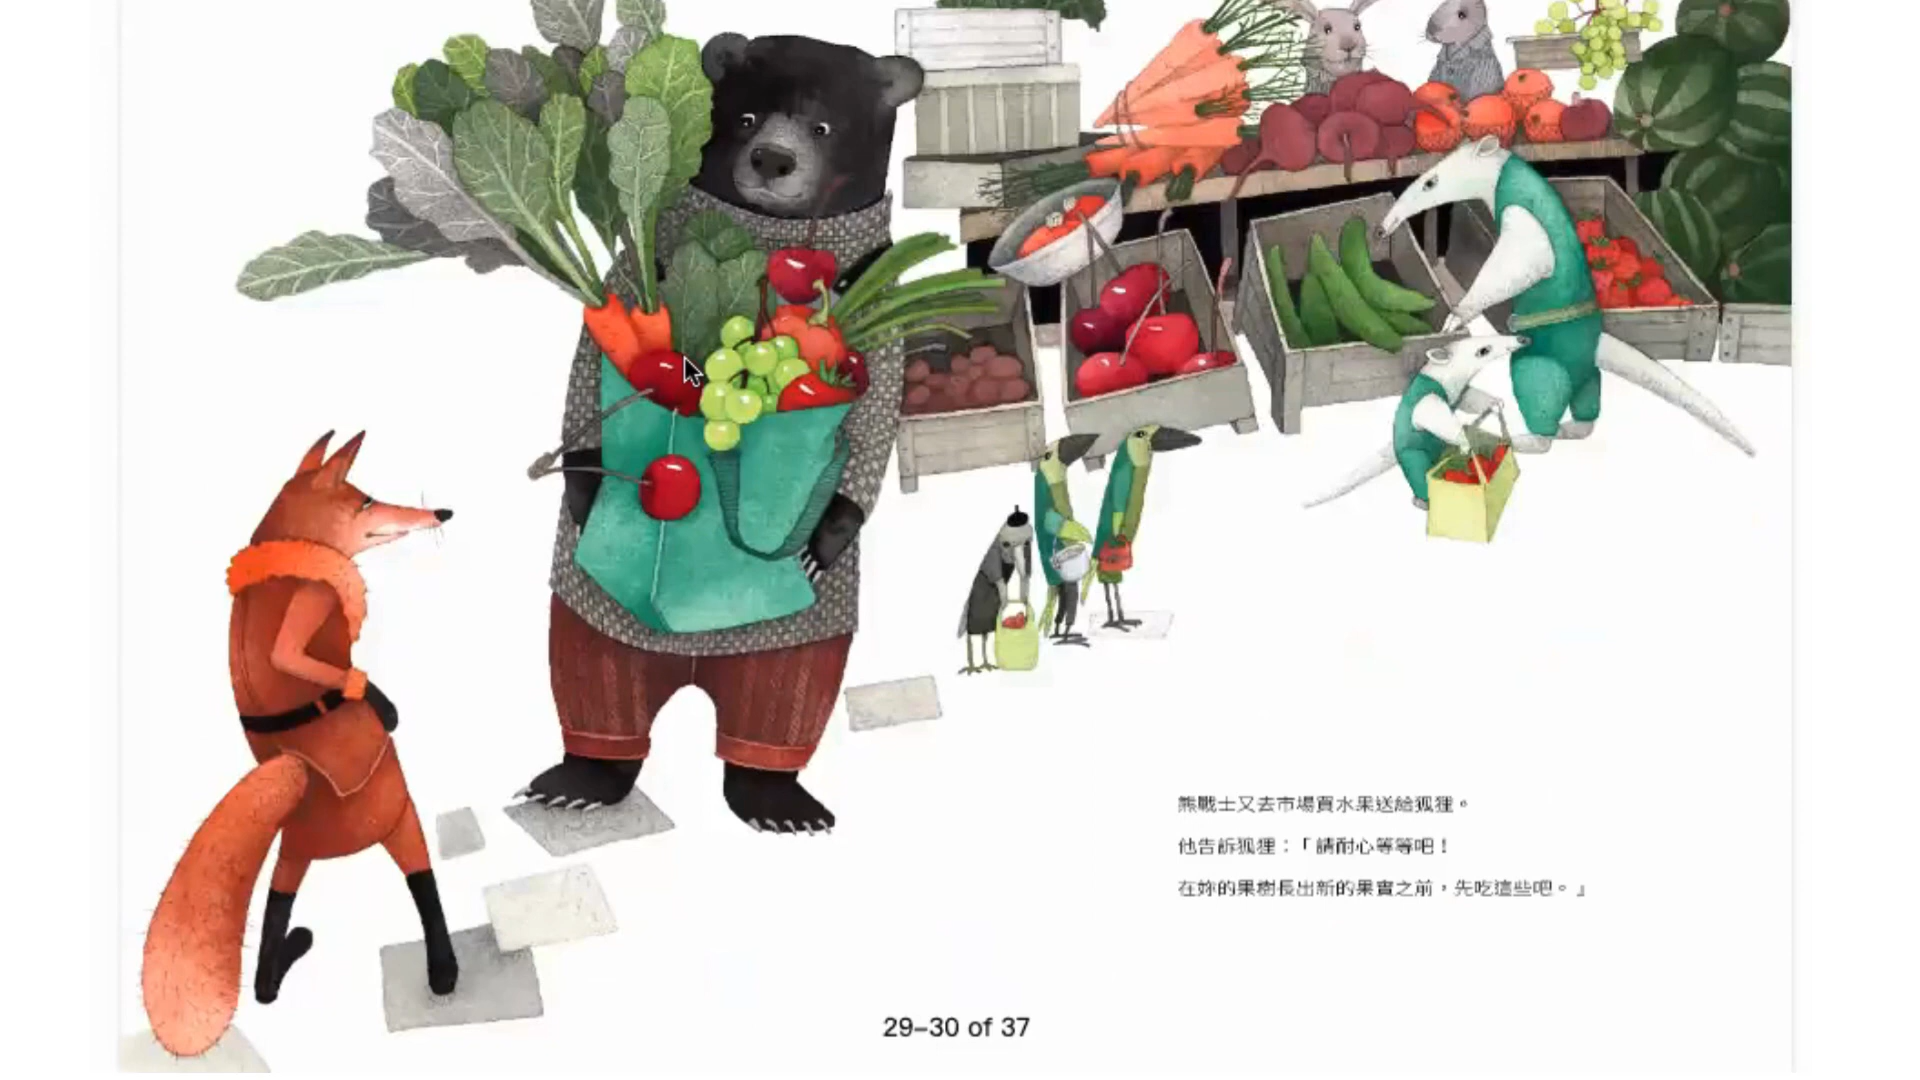 熊戰士又去市場買水果送給狐狸。
他告訴狐狸：「請耐心等等吧！
在妳的果樹長出新的果實之前，先吃這些吧。」
29–30 of 37